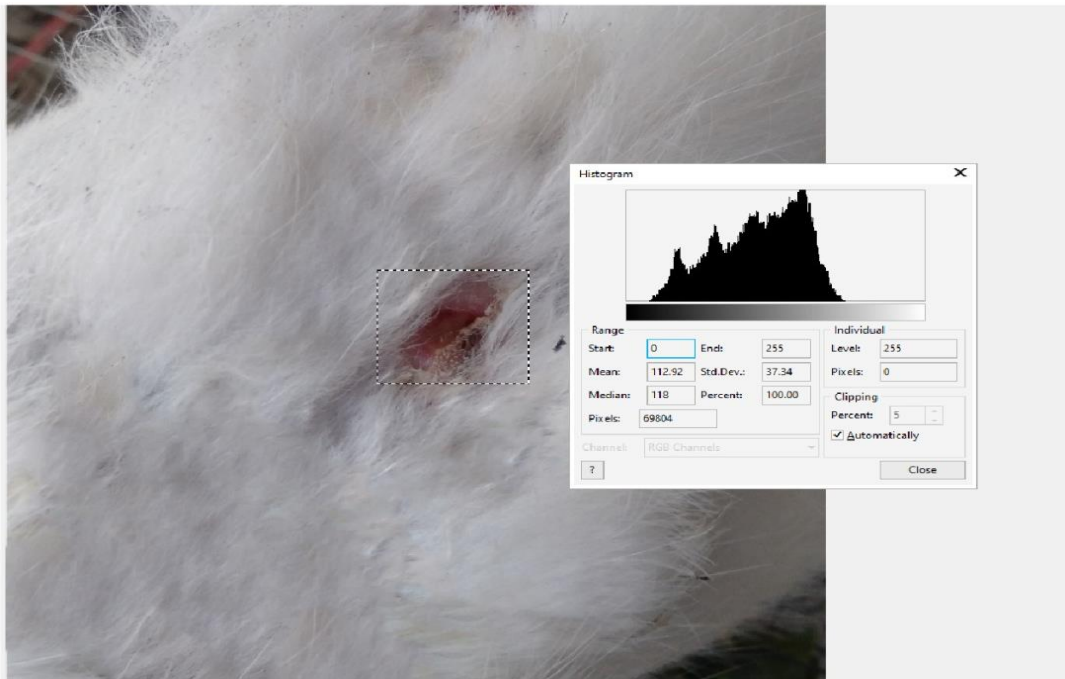 Histogram
Range
Individual
Start: 0 End: 255 Level: 255
Mean: 112.92 Std.Dev.: 37.34 Pixels: 0
Median: 118 Percent: 100.00 Clipping
Pixels: 69804 Percent: 5
Automatically
Channel: RGB Channels
? Close